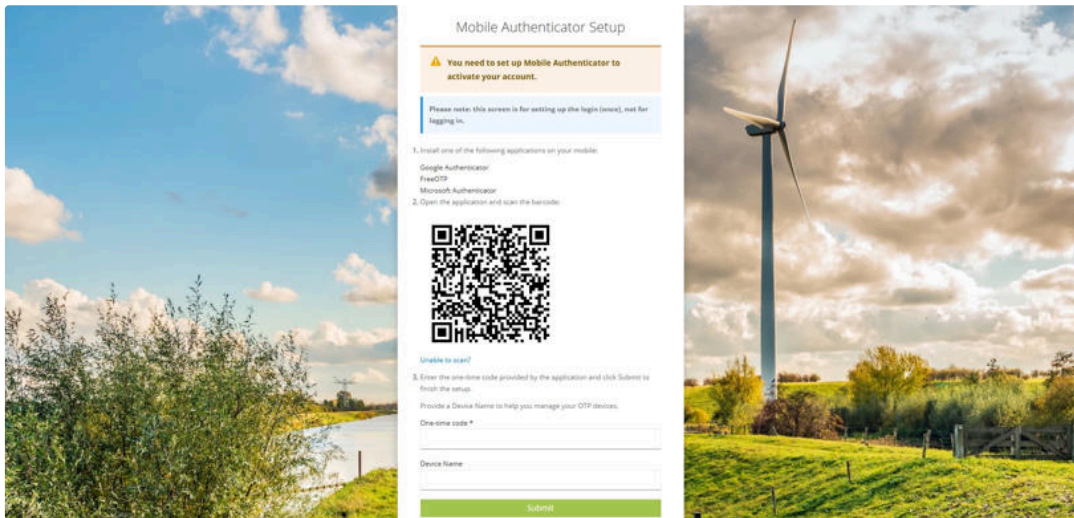 Mobile Authenticator Setup
You need to set up Mobile Authenticator to
activate your account.
Please note: this screen is for setting up the login (once), not for
logging in.
1. Install one of the following applications on your mobile:
Google Authenticator
FreeOTP
Microsoft Authenticator
2. Open the application and scan the barcode:
Unable to scan?
3. Enter the one-time code provided by the application and click Submit to
finish the setup.
Provide a Device Name to help you manage your OTP devices.
One-time code *
Device Name
Submit